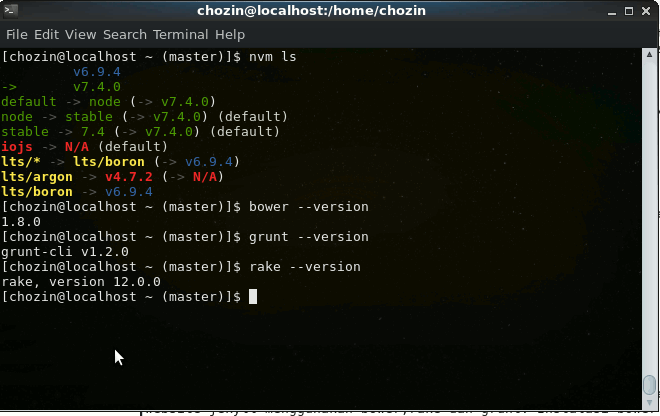 chozin@localhost:/home/chozin
File Edit View Search Terminal Help
[chozin@localhost ~ (master)]$ nvm ls
v6.9.4
-> v7.4.0
default -> node (-> v7.4.0)
node -> stable (-> v7.4.0) (default)
stable -> 7.4 (-> v7.4.0) (default)
iojs -> N/A (default)
lts/* -> lts/boron (-> v6.9.4)
lts/argon -> v4.7.2 (-> N/A)
lts/boron -> v6.9.4
[chozin@localhost ~ (master)]$ bower --version
1.8.0
[chozin@localhost ~ (master)]$ grunt --version
grunt-cli v1.2.0
[chozin@localhost ~ (master)]$ rake --version
rake, version 12.0.0
[chozin@localhost ~ (master)]$